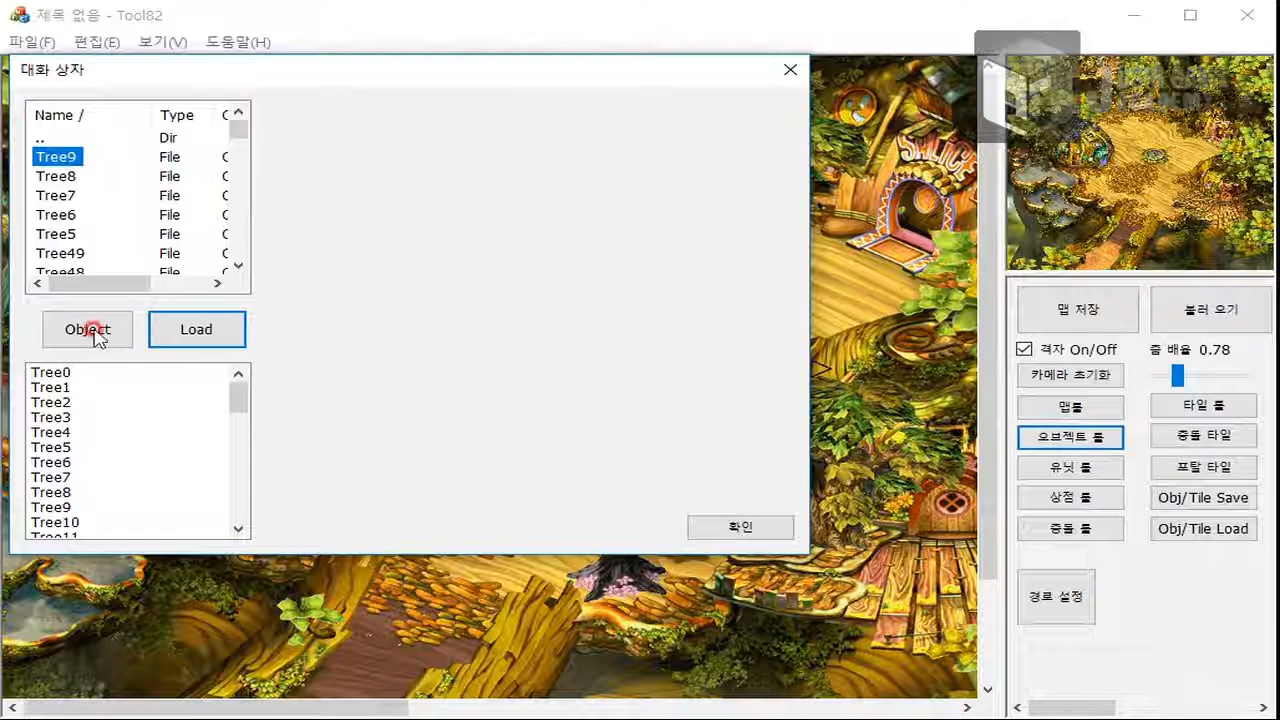 제목 없음 - Tool82
파일(F) 편집(E) 보기(V) 도움말(H)
대화 상자
Name / Type C
.. Dir
Tree9 File C
Tree8 File C
Tree7 File C
Tree6 File C
Tree5 File C
Tree49 File C
Tree48 File C
Object Load
Tree0
Tree1
Tree2
Tree3
Tree4
Tree5
Tree6
Tree7
Tree8
Tree9
Tree10
Tree11
확인
SALICE
맵 저장 불러 오기
격자 On/Off 줌 배율 0.78
카메라 초기화
맵툴 타일 툴
오브젝트 툴 충돌 타일
유닛 툴 포탈 타일
상점 툴 Obj/Tile Save
충돌 툴 Obj/Tile Load
경로 설정